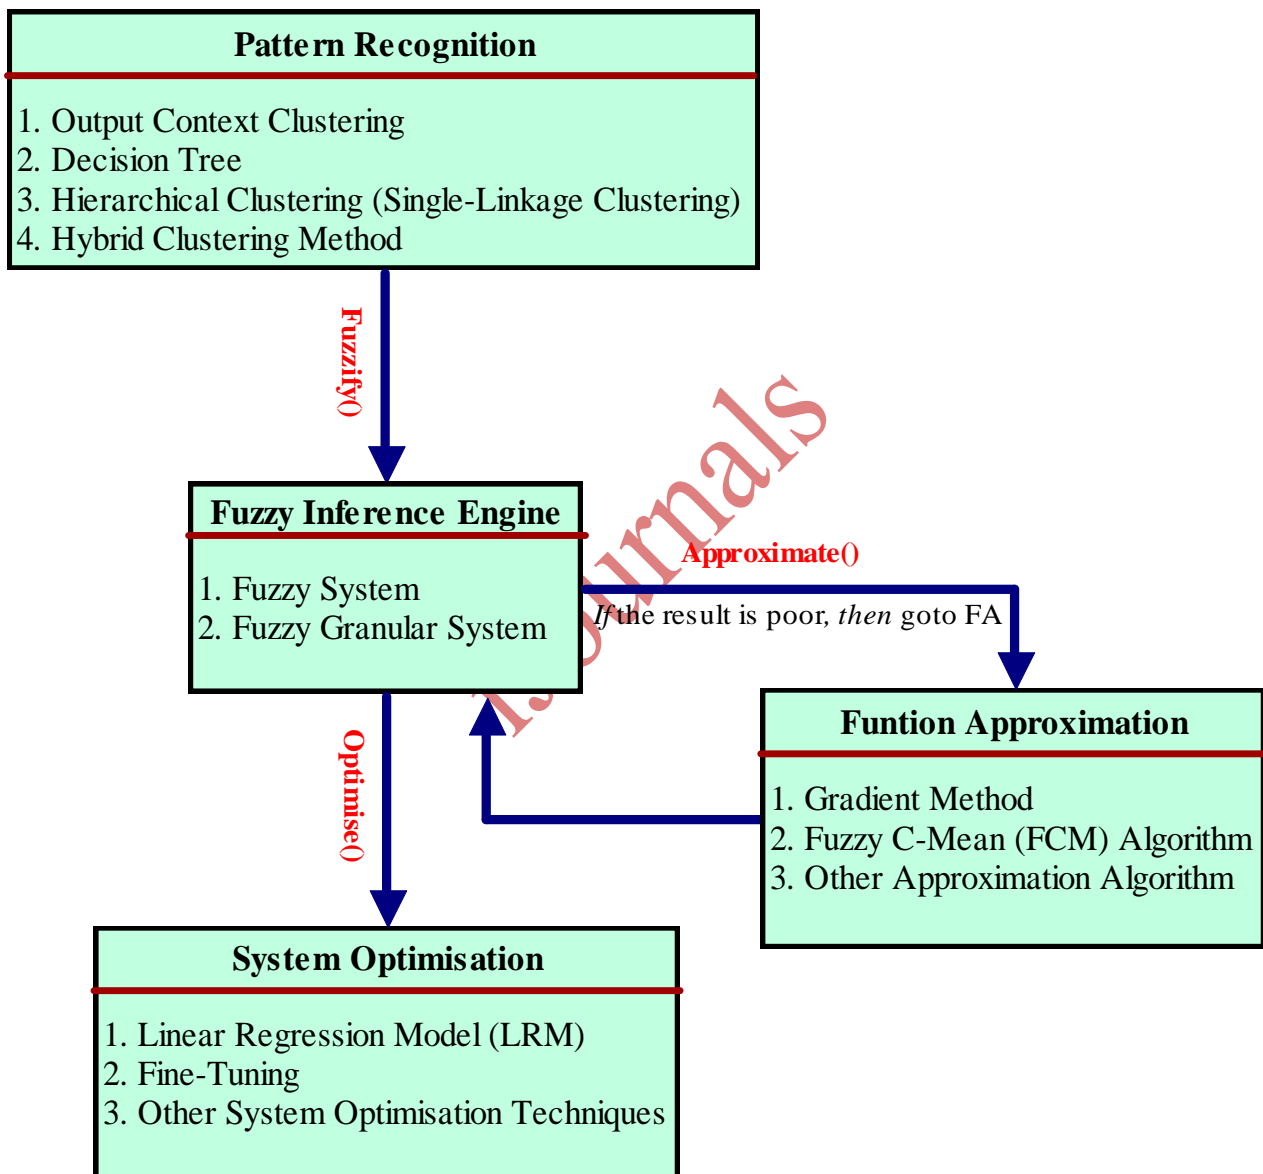 Pattern Recognition
1. Output Context Clustering
2. Decision Tree
3. Hierarchical Clustering (Single-Linkage Clustering)
4. Hybrid Clustering Method
Fuzzify()
Fuzzy Inference Engine
1. Fuzzy System
2. Fuzzy Granular System
Approximate()
If the result is poor, then goto FA
Funtion Approximation
1. Gradient Method
2. Fuzzy C-Mean (FCM) Algorithm
3. Other Approximation Algorithm
Optimise()
System Optimisation
1. Linear Regression Model (LRM)
2. Fine-Tuning
3. Other System Optimisation Techniques